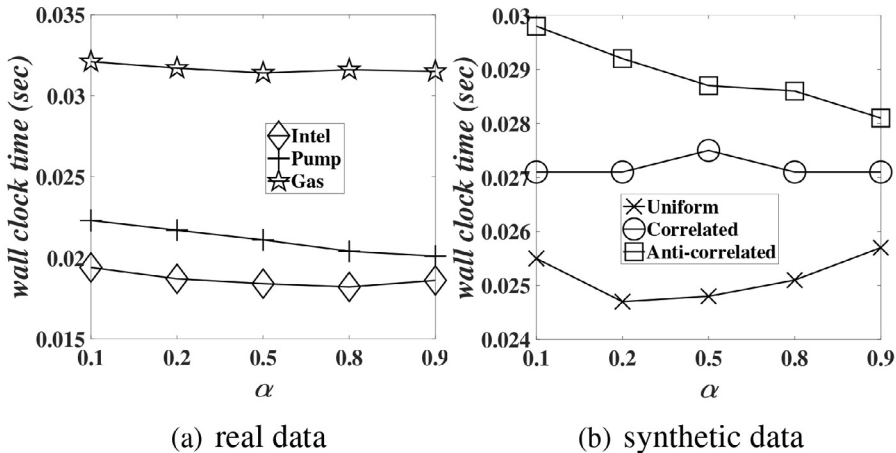 0.035
0.03
0.025
0.02
0.015
wall clock time (sec)
Intel
Pump
Gas
0.1 0.2 0.5 0.8 0.9
α
(a) real data
0.03
0.029
0.028
0.027
0.026
0.025
0.024
wall clock time (sec)
Uniform
Correlated
Anti-correlated
0.1 0.2 0.5 0.8 0.9
α
(b) synthetic data